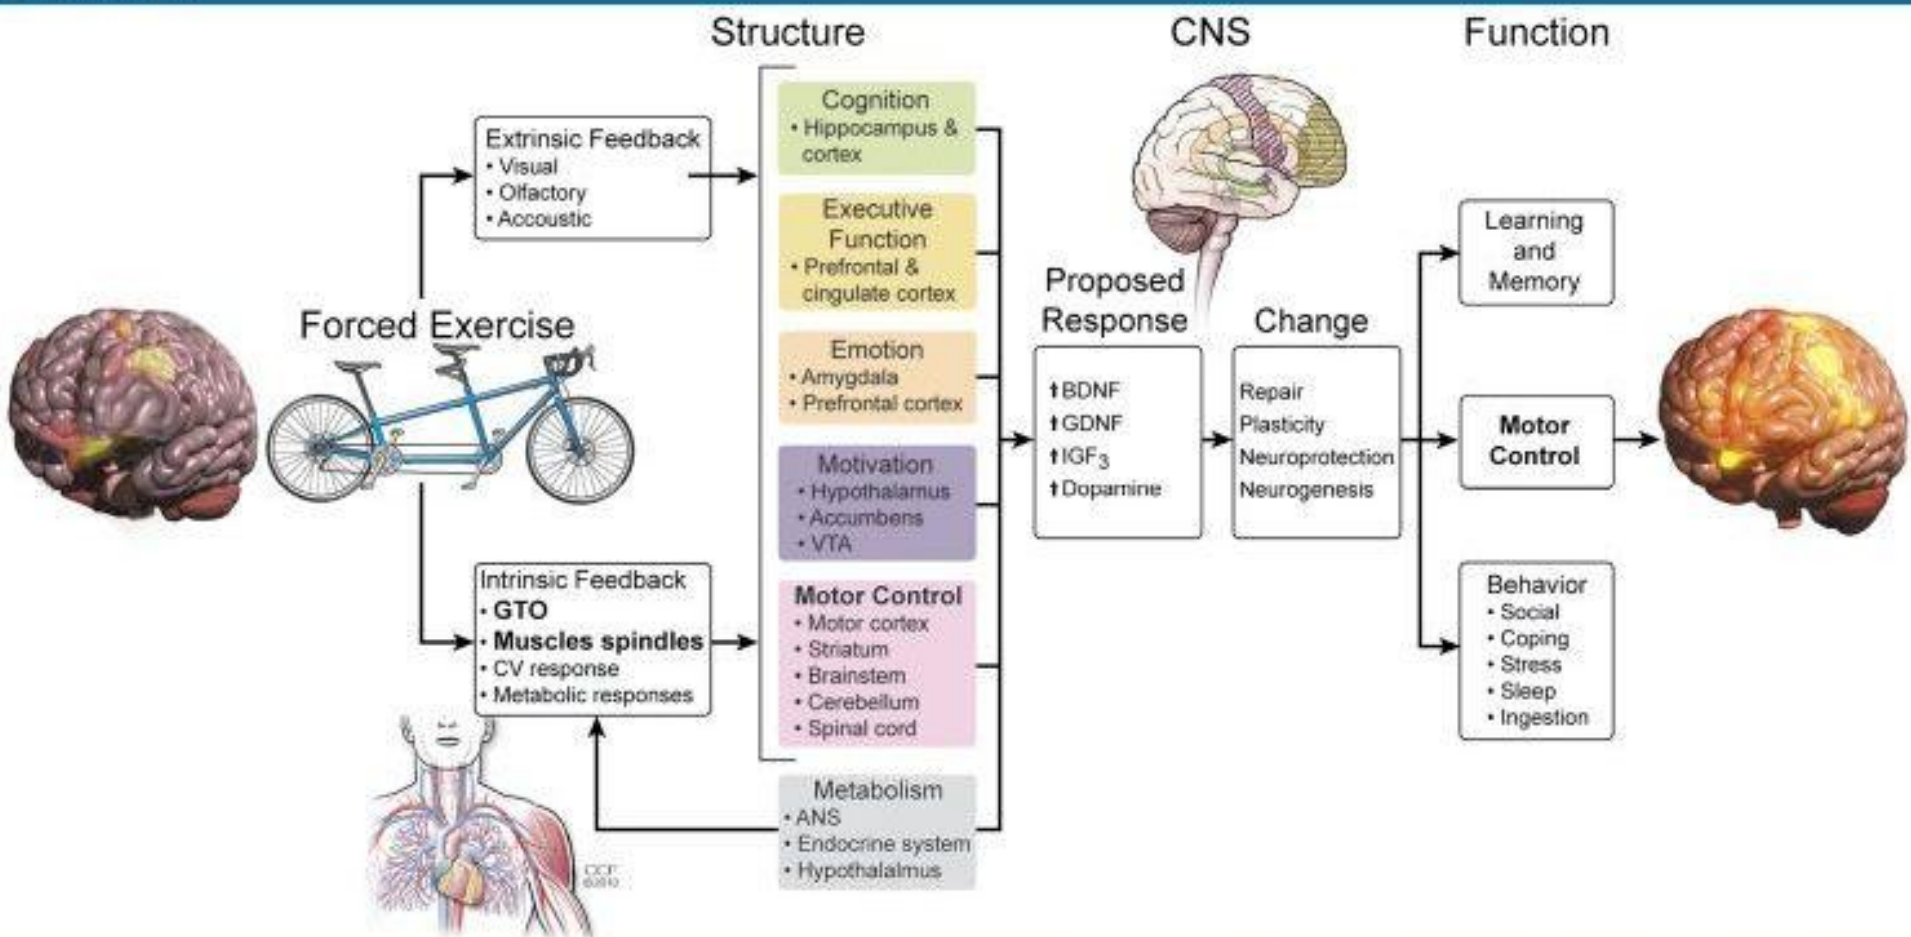 Structure
CNS
Function
Forced Exercise
Extrinsic Feedback
• Visual
• Olfactory
• Accoustic
Intrinsic Feedback
• GTO
• Muscles spindles
• CV response
• Metabolic responses
Cognition
• Hippocampus &
cortex
Executive
Function
• Prefrontal &
cingulate cortex
Emotion
• Amygdala
• Prefrontal cortex
Motivation
• Hypothalamus
• Accumbens
• VTA
Motor Control
• Motor cortex
• Striatum
• Brainstem
• Cerebellum
• Spinal cord
Metabolism
• ANS
• Endocrine system
• Hypothalalmus
Proposed
Response
⬆BDNF
⬆GDNF
⬆IGF3
⬆Dopamine
Change
Repair
Plasticity
Neuroprotection
Neurogenesis
Learning
and
Memory
Motor
Control
Behavior
• Social
• Coping
• Stress
• Sleep
• Ingestion